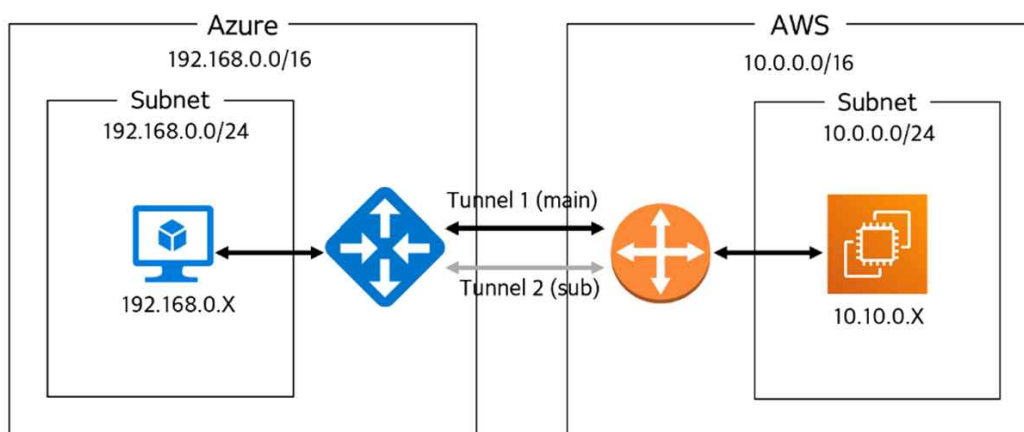 Azure
192.168.0.0/16
Subnet
192.168.0.0/24
192.168.0.X
Tunnel 1 (main)
Tunnel 2 (sub)
AWS
10.0.0.0/16
Subnet
10.0.0.0/24
10.10.0.X